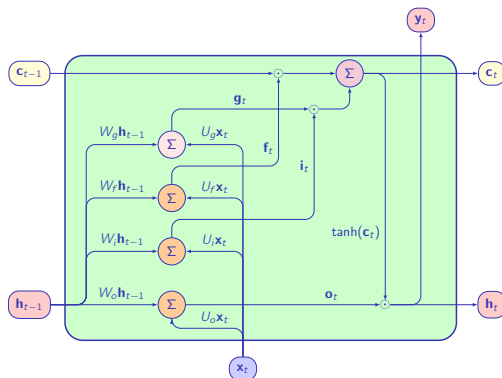 y_t
c_{t−1}
Σ
c_t
g_t
W_g h_{t−1}
Σ
U_g x_t
f_t
i_t
W_f h_{t−1}
Σ
U_f x_t
tanh(c_t)
W_i h_{t−1}
Σ
U_i x_t
h_{t−1}
W_o h_{t−1}
Σ
o_t
h_t
U_o x_t
x_t